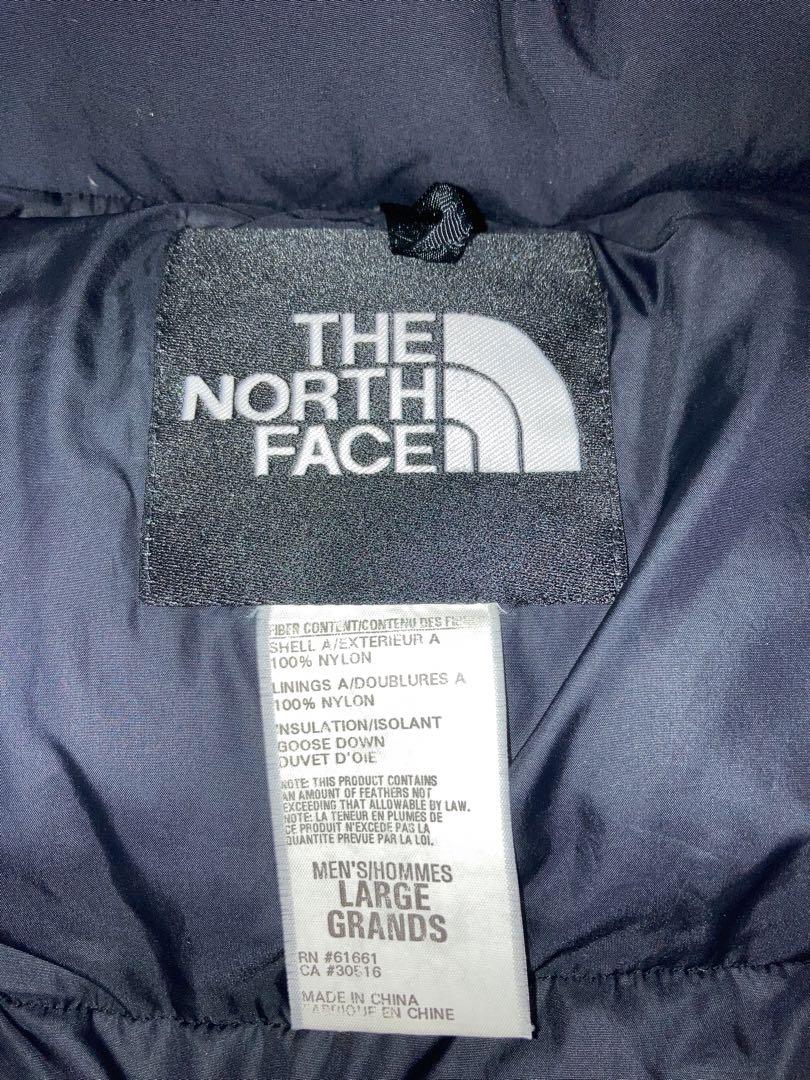 THE
NORTH
FACE
FIBER CONTENT/CONTENU DES
SHELL A/EXTERIEUR A
100% NYLON
LININGS A/DOUBLURES A
100% NYLON
INSULATION/ISOLANT
GOOSE DOWN
DUVET D'OIE
NOTE: THIS PRODUCT CONTAINS
AN AMOUNT OF FEATHERS NOT
EXCEEDING THAT ALLOWABLE BY LAW.
NOTE: LA TENEUR EN PLUMES DE
CE PRODUIT N'EXCEDE PAS LA
QUANTITE PREVUE PAR LA LOI.
MEN'S/HOMMES
LARGE
GRANDS
RN #61661
CA #30516
MADE IN CHINA
FABRIQUE EN CHINE